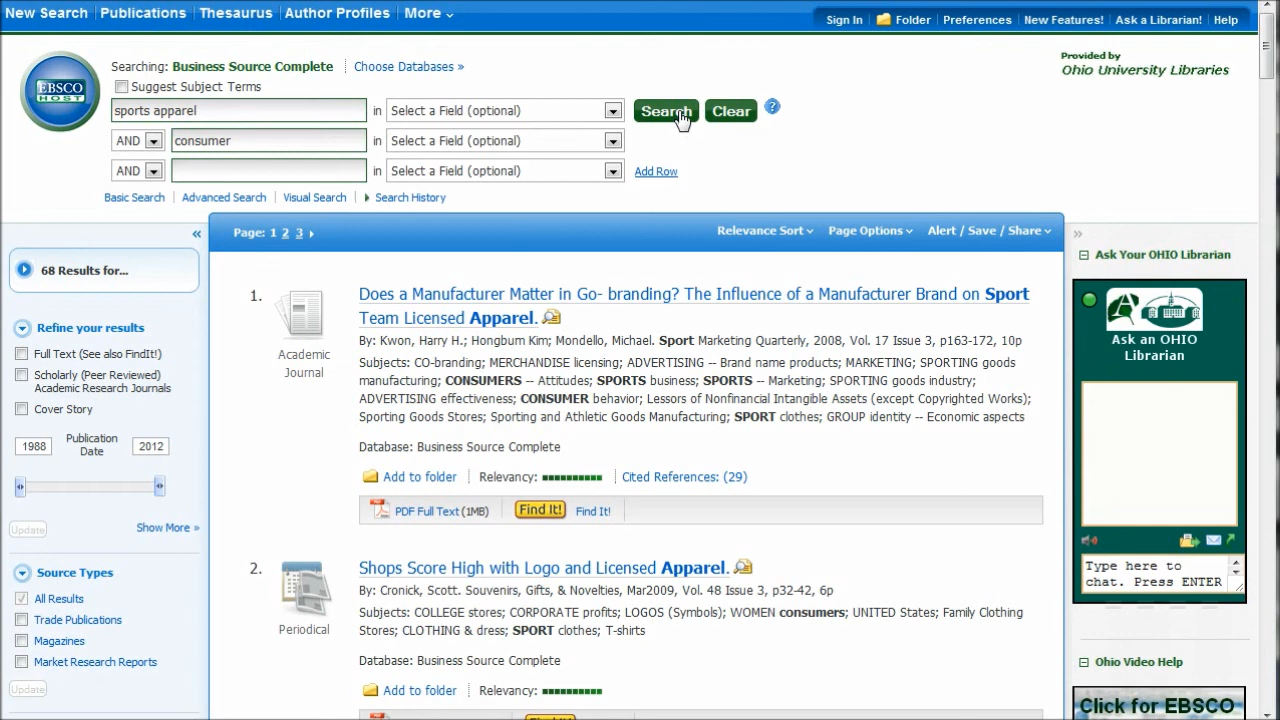 New Search Publications Thesaurus Author Profiles More
Sign In Folder Preferences New Features! Ask a Librarian! Help
Searching: Business Source Complete Choose Databases »
Suggest Subject Terms
Provided by
Ohio University Libraries
EBSCO
HOST
sports apparel in Select a Field (optional) Search Clear ?
AND consumer in Select a Field (optional)
AND in Select a Field (optional) Add Row
Basic Search Advanced Search Visual Search Search History
«
68 Results for...
Refine your results
Full Text (See also FindIt!)
Scholarly (Peer Reviewed)
Academic Research Journals
Cover Story
1988 Publication 2012
Date
Update Show More »
Source Types
All Results
Trade Publications
Magazines
Market Research Reports
Update
Page: 1 2 3 Relevance Sort Page Options Alert / Save / Share
1. Does a Manufacturer Matter in Go- branding? The Influence of a Manufacturer Brand on Sport
Team Licensed Apparel.
By: Kwon, Harry H.; Hongbum Kim; Mondello, Michael. Sport Marketing Quarterly, 2008, Vol. 17 Issue 3, p163-172, 10p
Academic
Journal
Subjects: CO-branding; MERCHANDISE licensing; ADVERTISING -- Brand name products; MARKETING; SPORTING goods
manufacturing; CONSUMERS -- Attitudes; SPORTS business; SPORTS -- Marketing; SPORTING goods industry;
ADVERTISING effectiveness; CONSUMER behavior; Lessors of Nonfinancial Intangible Assets (except Copyrighted Works);
Sporting Goods Stores; Sporting and Athletic Goods Manufacturing; SPORT clothes; GROUP identity -- Economic aspects
Database: Business Source Complete
Add to folder Relevancy: Cited References: (29)
PDF Full Text (1MB) Find It! Find It!
2. Shops Score High with Logo and Licensed Apparel.
By: Cronick, Scott. Souvenirs, Gifts, & Novelties, Mar2009, Vol. 48 Issue 3, p32-42, 6p
Periodical
Subjects: COLLEGE stores; CORPORATE profits; LOGOS (Symbols); WOMEN consumers; UNITED States; Family Clothing
Stores; CLOTHING & dress; SPORT clothes; T-shirts
Database: Business Source Complete
Add to folder Relevancy:
Find It!
»
Ask Your OHIO Librarian
Ask an OHIO
Librarian
Type here to
chat. Press ENTER
Ohio Video Help
Click for EBSCO